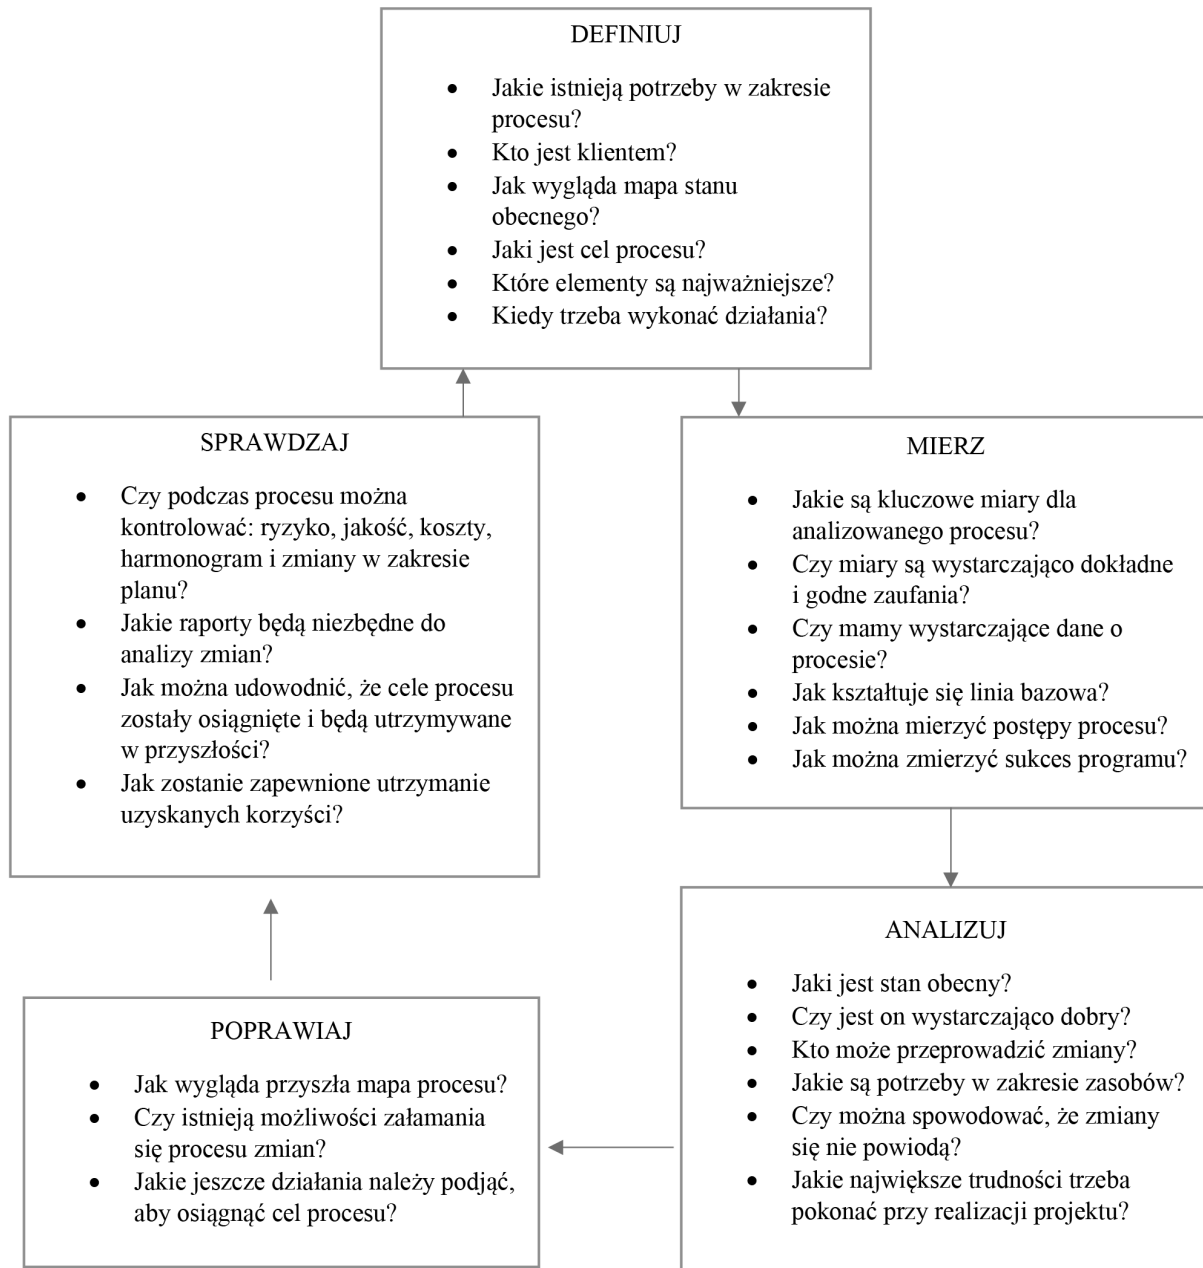 DEFINIUJ
• Jakie istnieją potrzeby w zakresie
procesu?
• Kto jest klientem?
• Jak wygląda mapa stanu
obecnego?
• Jaki jest cel procesu?
• Które elementy są najważniejsze?
• Kiedy trzeba wykonać działania?
MIERZ
• Jakie są kluczowe miary dla
analizowanego procesu?
• Czy miary są wystarczająco dokładne
i godne zaufania?
• Czy mamy wystarczające dane o
procesie?
• Jak kształtuje się linia bazowa?
• Jak można mierzyć postępy procesu?
• Jak można zmierzyć sukces programu?
ANALIZUJ
• Jaki jest stan obecny?
• Czy jest on wystarczająco dobry?
• Kto może przeprowadzić zmiany?
• Jakie są potrzeby w zakresie zasobów?
• Czy można spowodować, że zmiany
się nie powiodą?
• Jakie największe trudności trzeba
pokonać przy realizacji projektu?
POPRAWIAJ
• Jak wygląda przyszła mapa procesu?
• Czy istnieją możliwości załamania
się procesu zmian?
• Jakie jeszcze działania należy podjąć,
aby osiągnąć cel procesu?
SPRAWDZAJ
• Czy podczas procesu można
kontrolować: ryzyko, jakość, koszty,
harmonogram i zmiany w zakresie
planu?
• Jakie raporty będą niezbędne do
analizy zmian?
• Jak można udowodnić, że cele procesu
zostały osiągnięte i będą utrzymywane
w przyszłości?
• Jak zostanie zapewnione utrzymanie
uzyskanych korzyści?